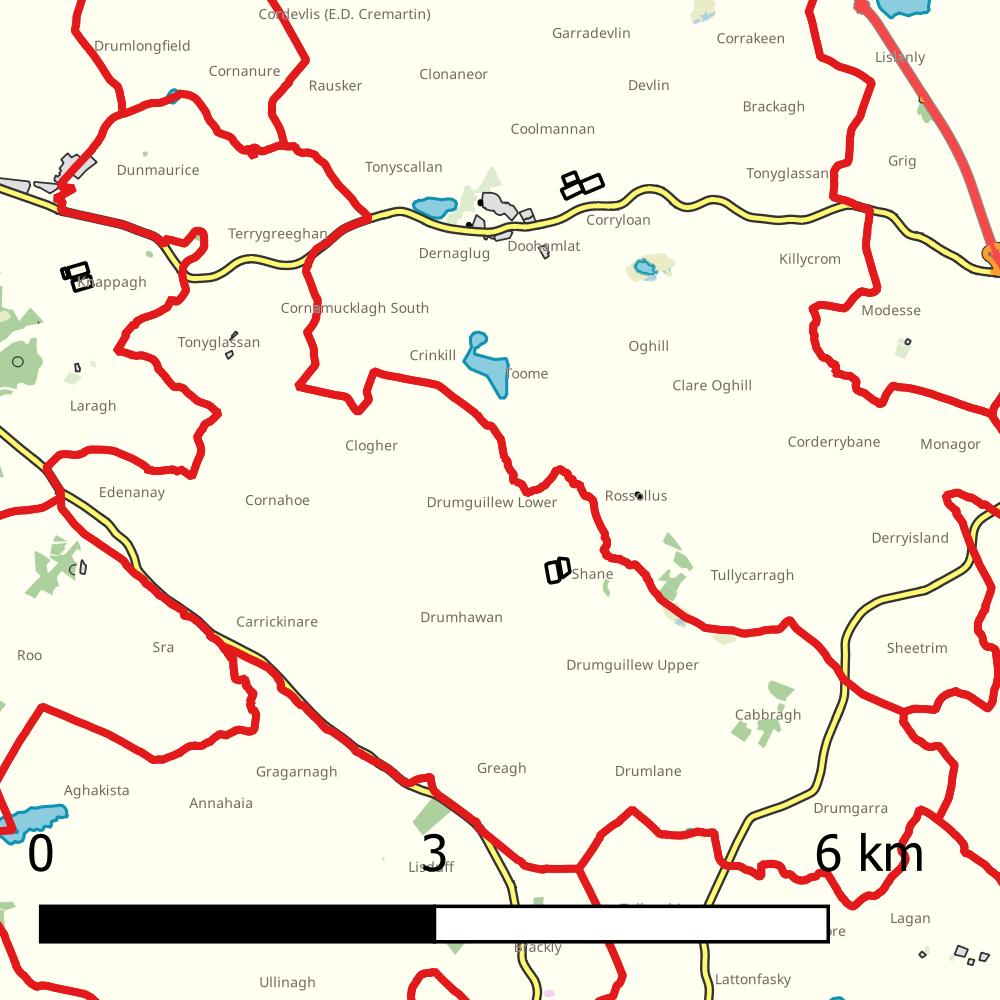 Cordevlis (E.D. Cremartin)
Garradevlin
Corrakeen
Drumlongfield
Lislanly
Cornanure
Clonaneor
Rausker
Devlin
Brackagh
Coolmannan
Grig
Tonyscallan
Dunmaurice
Tonyglassan
Corryloan
Terrygreeghan
Doohamlat
Dernaglug
Killycrom
Knappagh
Cornamucklagh South
Modesse
Tonyglassan
Oghill
Crinkill
Toome
Clare Oghill
Laragh
Clogher
Corderrybane
Monagor
Edenanay
Cornahoe
Drumguillew Lower
Rossollus
Derryisland
Shane
Tullycarragh
Drumhawan
Carrickinare
Sra
Sheetrim
Roo
Drumguillew Upper
Cabbragh
Greagh
Drumlane
Gragarnagh
Aghakista
Annahaia
Drumgarra
0 3 6 km
Lisduff
Lagan
Brackly
Lattonfasky
Ullinagh